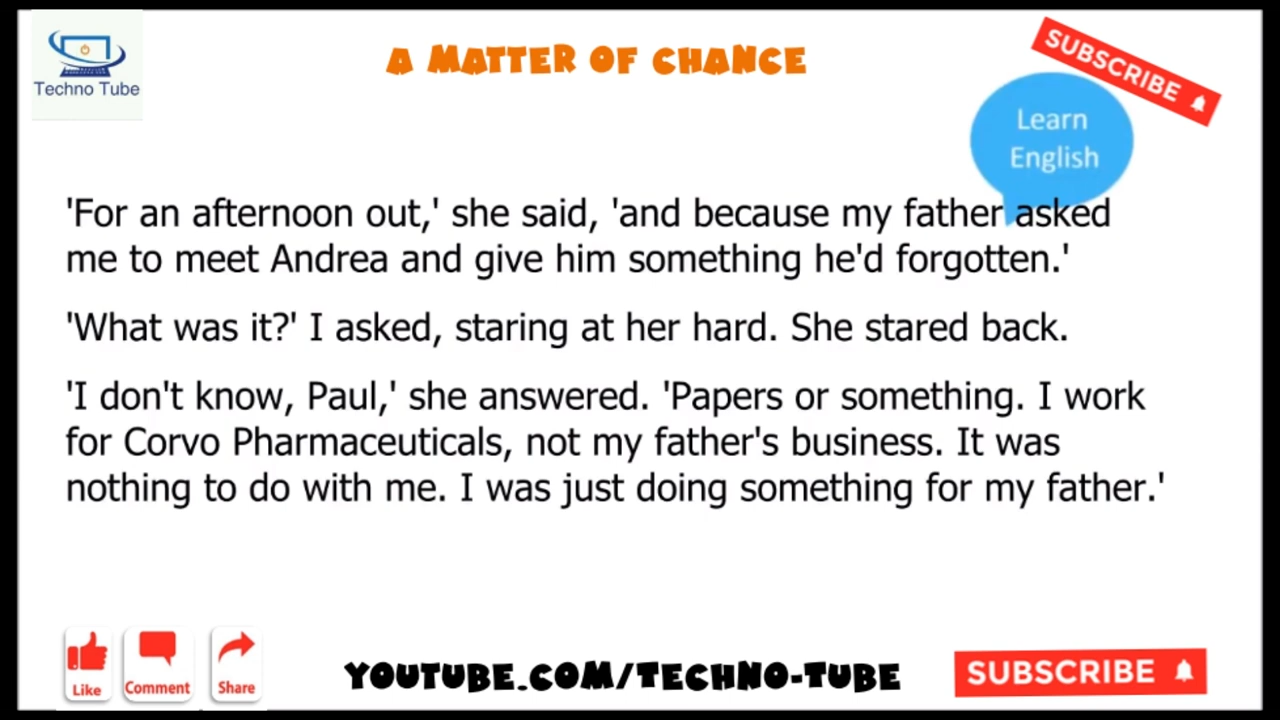 Techno Tube
A MATTER OF CHANCE
SUBSCRIBE
Learn
English
'For an afternoon out,' she said, 'and because my father asked
me to meet Andrea and give him something he'd forgotten.'
'What was it?' I asked, staring at her hard. She stared back.
'I don't know, Paul,' she answered. 'Papers or something. I work
for Corvo Pharmaceuticals, not my father's business. It was
nothing to do with me. I was just doing something for my father.'
Like
Comment
Share
YOUTUBE.COM/TECHNO-TUBE
SUBSCRIBE